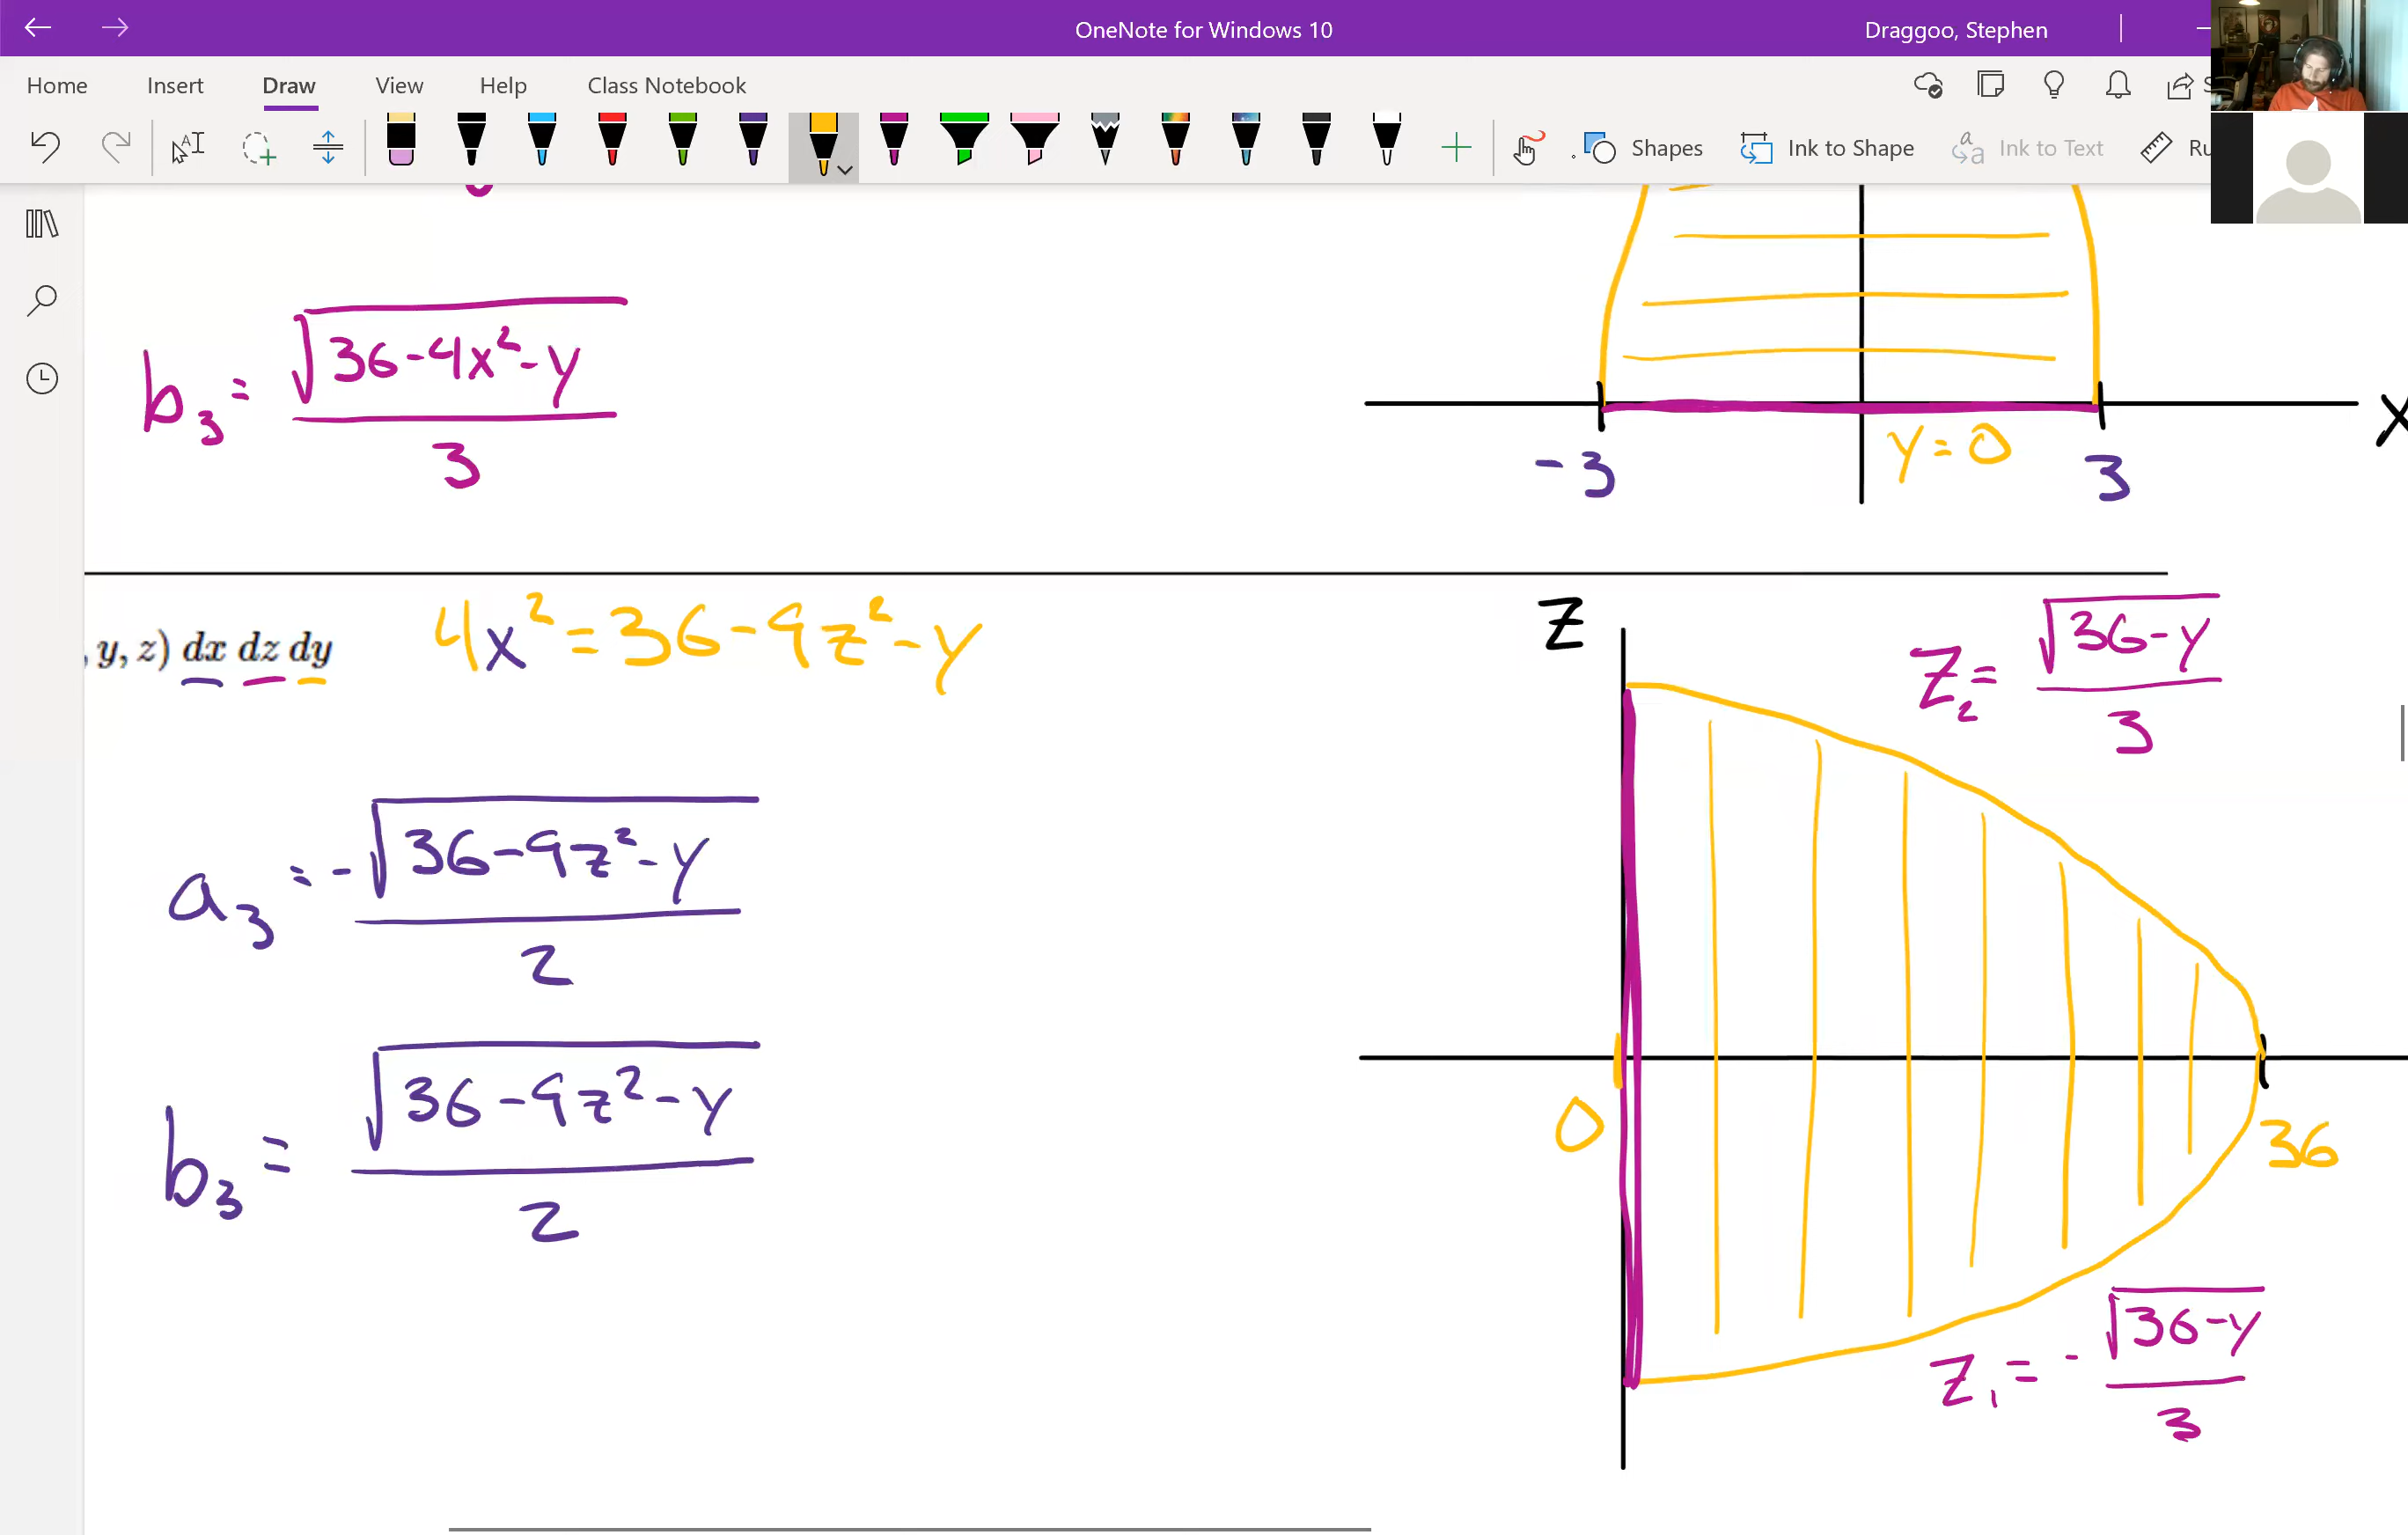 OneNote for Windows 10
Draggoo, Stephen
Home Insert Draw View Help Class Notebook
Shapes Ink to Shape Ink to Text Ru
b₃ = √(36-4x²-y) / 3
-3 y=0 3 X
, y, z) dx dz dy
4x² = 36-9z²-y
a₃ = -√(36-9z²-y) / 2
b₃ = √(36-9z²-y) / 2
Z
Z₂ = √(36-y) / 3
0 36
Z₁ = -√(36-y) / 3